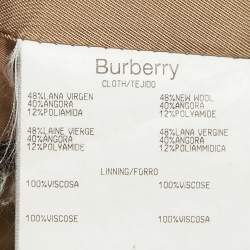 Burberry
CLOTH/TEJIDO
48%LANA VIRGEN 48%NEW WOOL
40%ANGORA 40%ANGORA
12%POLIAMIDA 12%POLYAMIDE
48%LAINE VIERGE 48%LANA VERGINE
40%ANGORA 40%ANGORA
12%POLYAMIDE 12%POLIAMMIDICA
LINNING/FORRO
100%VISCOSA 100%VISCOSE
100%VISCOSE 100%VISCOSA